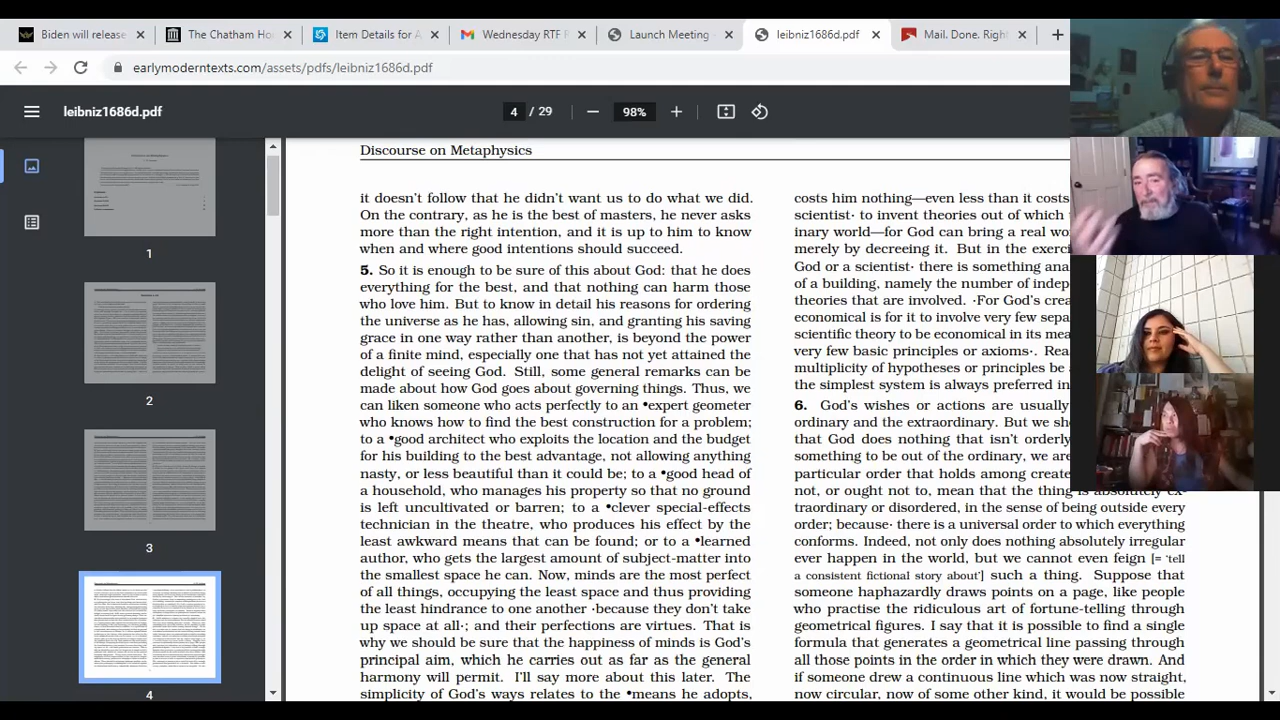 Biden will release
The Chatham Ho
Item Details for A
Wednesday RTF R
Launch Meeting -
leibniz1686d.pdf
Mail. Done. Righ
earlymoderntexts.com/assets/pdfs/leibniz1686d.pdf
leibniz1686d.pdf
4 / 29
98%
1
2
3
4
Discourse on Metaphysics
it doesn't follow that he didn't want us to do what we did.
On the contrary, as he is the best of masters, he never asks
more than the right intention, and it is up to him to know
when and where good intentions should succeed.
5. So it is enough to be sure of this about God: that he does
everything for the best, and that nothing can harm those
who love him. But to know in detail his reasons for ordering
the universe as he has, allowing sin, and granting his saving
grace in one way rather than another, is beyond the power
of a finite mind, especially one that has not yet attained the
delight of seeing God. Still, some general remarks can be
made about how God goes about governing things. Thus, we
can liken someone who acts perfectly to an •expert geometer
who knows how to find the best construction for a problem;
to a •good architect who exploits the location and the budget
for his building to the best advantage, not allowing anything
nasty, or less beautiful than it could be; to a •good head of
a household, who manages his property so that no ground
is left uncultivated or barren; to a •clever special-effects
technician in the theatre, who produces his effect by the
least awkward means that can be found; or to a •learned
author, who gets the largest amount of subject-matter into
the smallest space he can. Now, minds are the most perfect
of all things, occupying the least space and thus providing
the least hindrance to one another ·because they don't take
up space at all·; and their perfections are virtues. That is
why we should be sure that the happiness of minds is God's
principal aim, which he carries out as far as the general
harmony will permit. I'll say more about this later. The
simplicity of God's ways relates to the •means he adopts,
costs him nothing—even less than it costs
scientist· to invent theories out of which
inary world—for God can bring a real wo
merely by decreeing it. But in the exerci
God or a scientist· there is something ana
of a building, namely the number of indep
theories that are involved. ·For God's crea
economical is for it to involve very few sepa
scientific theory to be economical in its mea
very few basic principles or axioms·. Rea
multiplicity of hypotheses or principles be a
the simplest system is always preferred in
6. God's wishes or actions are usually
ordinary and the extraordinary. But we sh
that God does nothing that isn't orderly
something to be out of the ordinary, we are
particular order that holds among create
not, or ought not to, mean that the thing is absolutely ex-
traordinary or disordered, in the sense of being outside every
order; because· there is a universal order to which everything
conforms. Indeed, not only does nothing absolutely irregular
ever happen in the world, but we cannot even feign [= 'tell
a consistent fictional story about'] such a thing. Suppose that
someone haphazardly draws points on a page, like people
who practise the ridiculous art of fortune-telling through
geometrical figures. I say that it is possible to find a single
formula that generates a geometrical line passing through
all those points in the order in which they were drawn. And
if someone drew a continuous line which was now straight,
now circular, now of some other kind, it would be possible